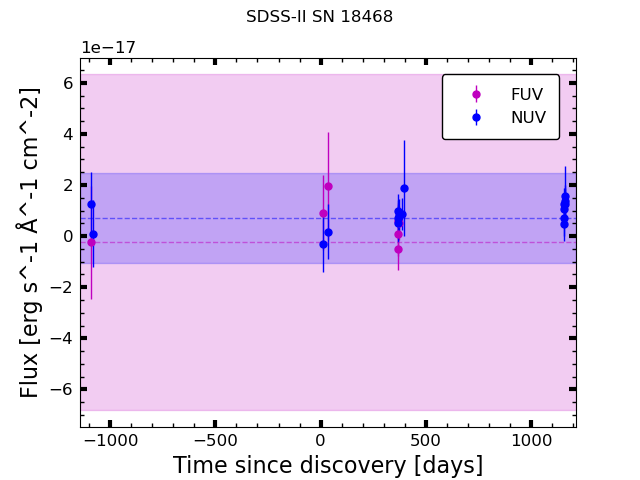 SDSS-II SN 18468
1e−17
FUV
NUV
6
4
2
0
−2
−4
−6
Flux [erg s^-1 Å^-1 cm^-2]
−1000
−500
0
500
1000
Time since discovery [days]